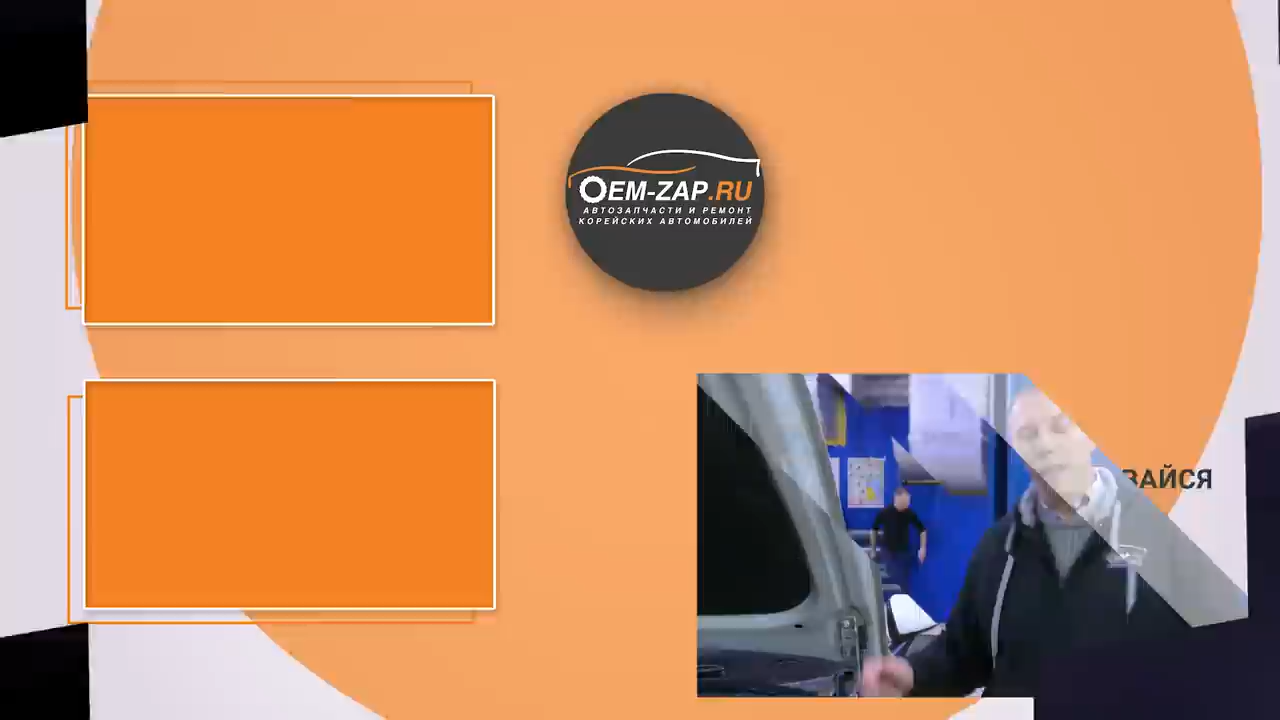 OEM-ZAP.RU
АВТОЗАПЧАСТИ И РЕМОНТ
КОРЕЙСКИХ АВТОМОБИЛЕЙ
ВАЙСЯ